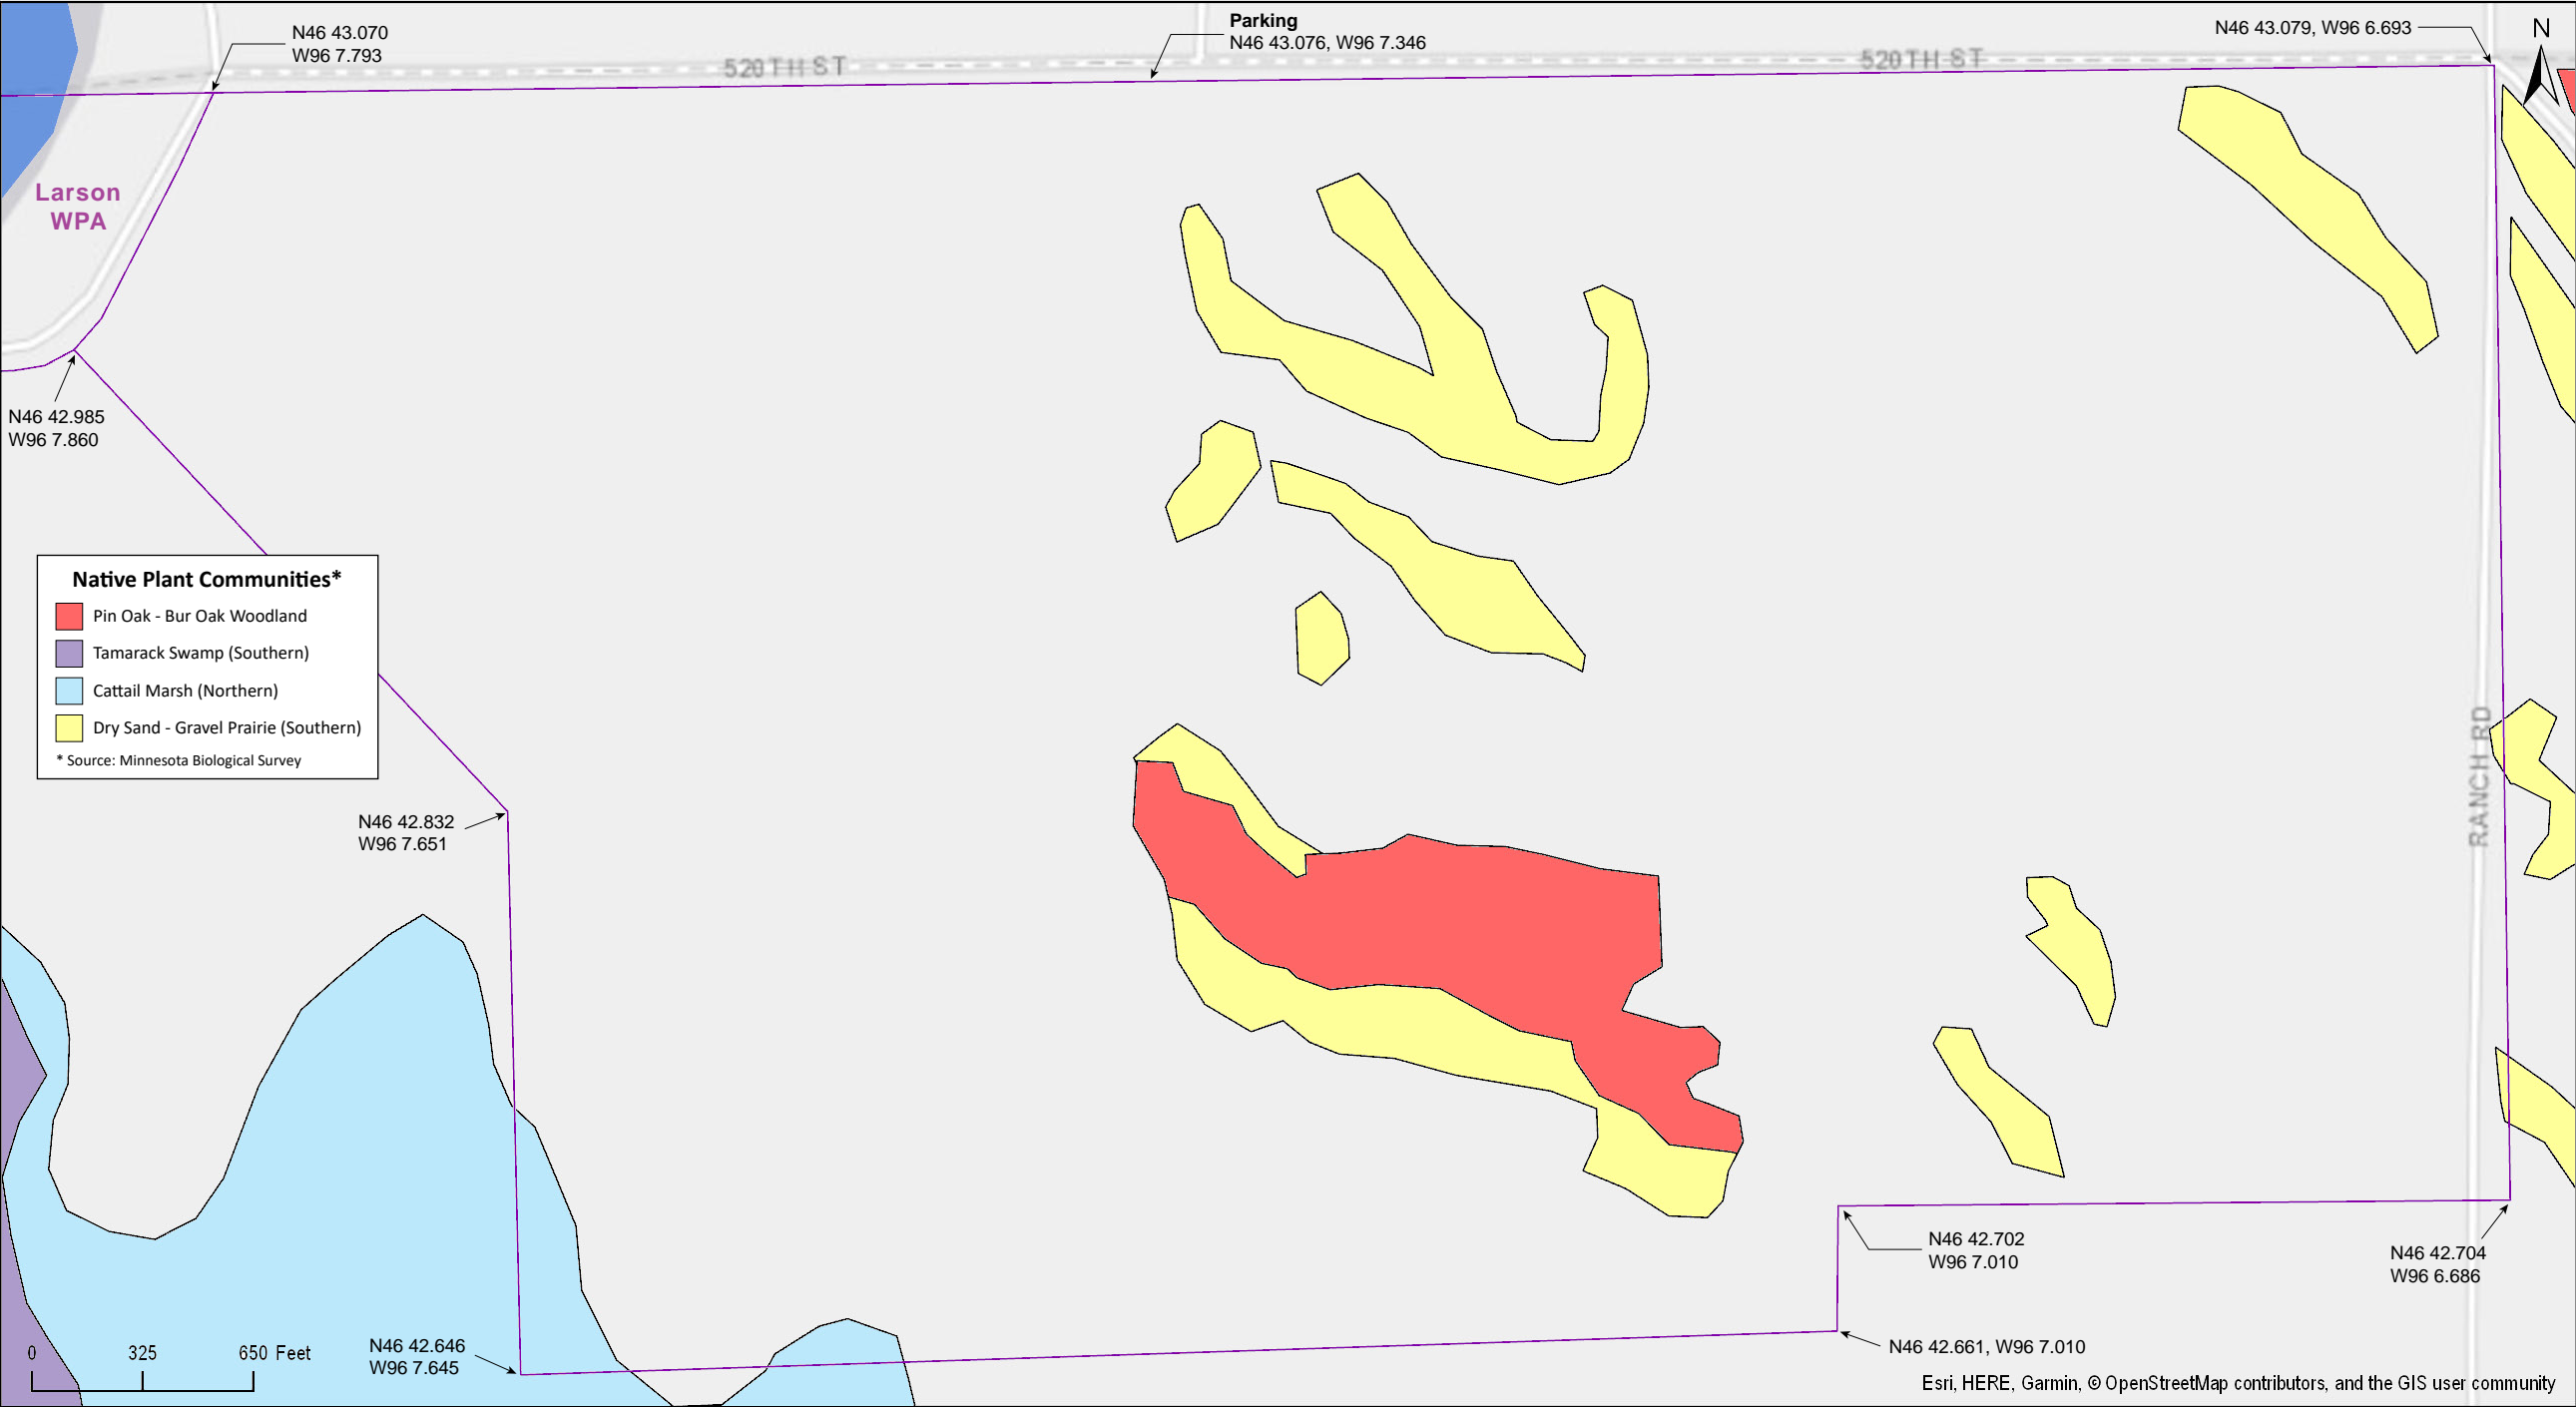 N46 43.070
W96 7.793
Parking
N46 43.076, W96 7.346
N46 43.079, W96 6.693
N
520TH ST
520TH ST
Larson
WPA
N46 42.985
W96 7.860
Native Plant Communities*
Pin Oak - Bur Oak Woodland
Tamarack Swamp (Southern)
Cattail Marsh (Northern)
Dry Sand - Gravel Prairie (Southern)
* Source: Minnesota Biological Survey
RANCH RD
N46 42.832
W96 7.651
N46 42.702
W96 7.010
N46 42.704
W96 6.686
N46 42.646
W96 7.645
N46 42.661, W96 7.010
0 325 650 Feet
Esri, HERE, Garmin, © OpenStreetMap contributors, and the GIS user community